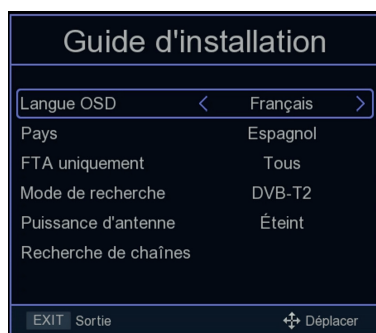 Guide d'installation
Langue OSD < Français >
Pays Espagnol
FTA uniquement Tous
Mode de recherche DVB-T2
Puissance d'antenne Éteint
Recherche de chaînes
EXIT Sortie Déplacer